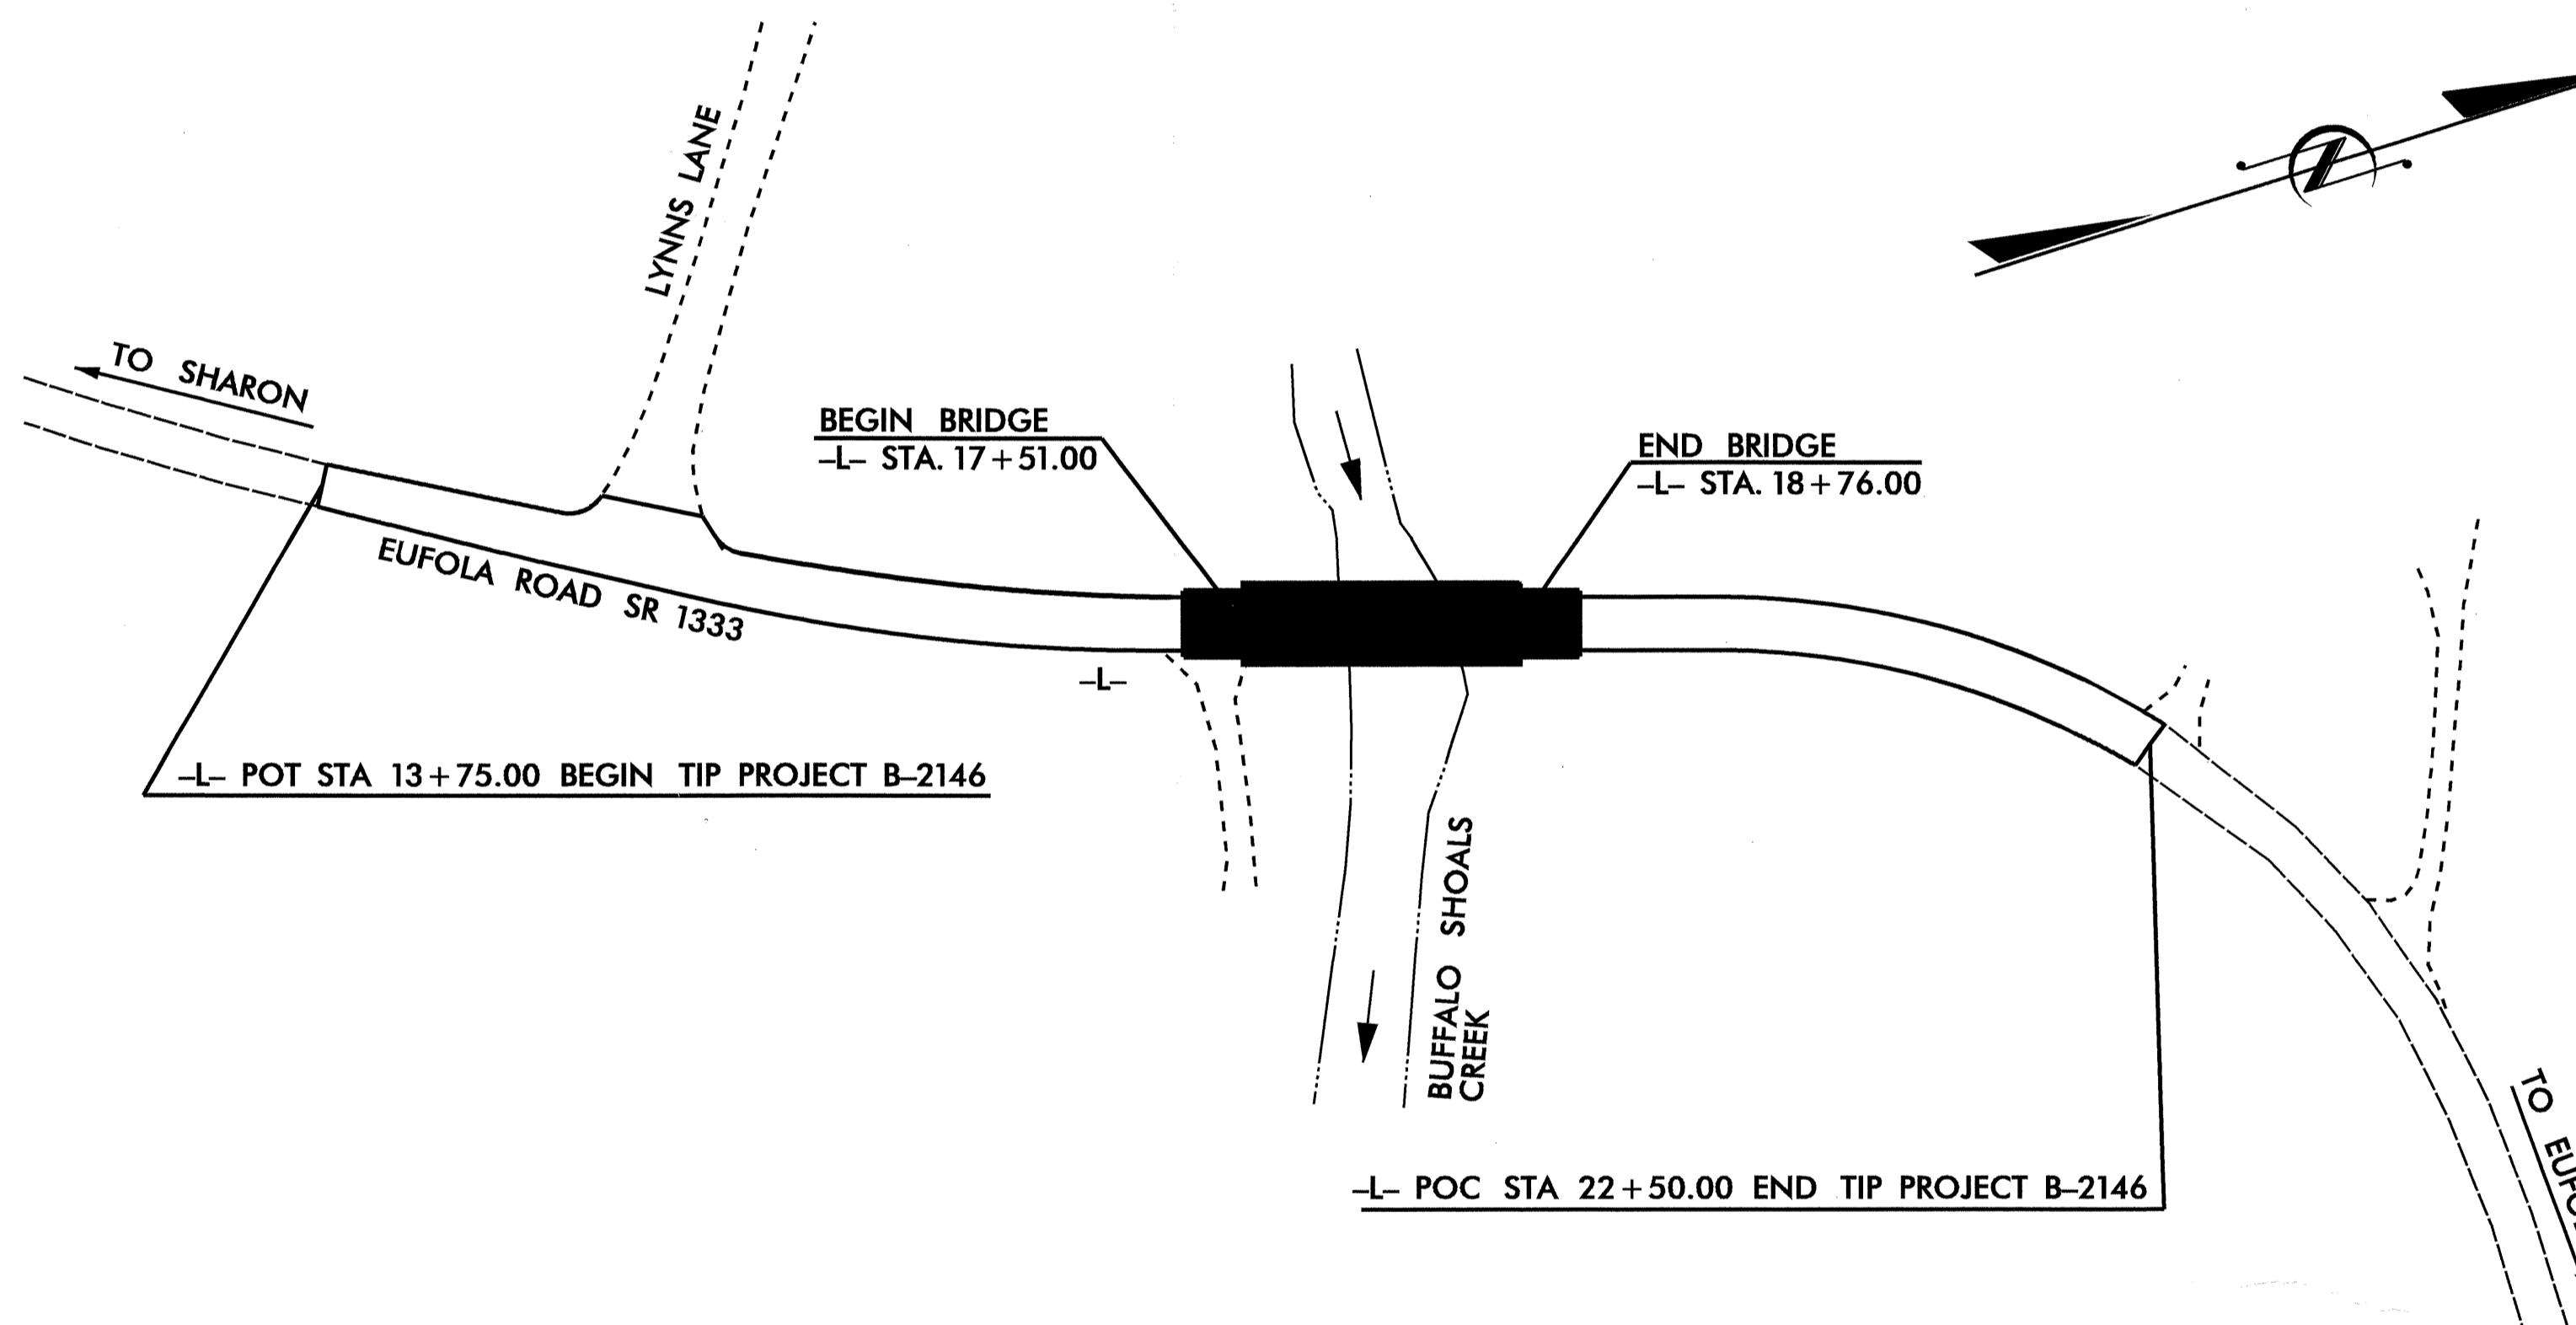 LYNNS LANE
TO SHARON
BEGIN BRIDGE
-L- STA. 17+51.00
END BRIDGE
-L- STA. 18+76.00
EUFOLA ROAD SR 1333
-L-
-L- POT STA 13+75.00 BEGIN TIP PROJECT B-2146
BUFFALO SHOALS
CREEK
-L- POC STA 22+50.00 END TIP PROJECT B-2146
TO